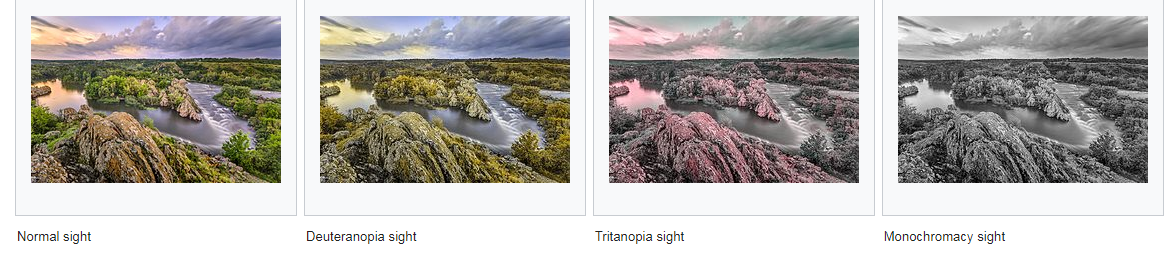 Normal sight
Deuteranopia sight
Tritanopia sight
Monochromacy sight